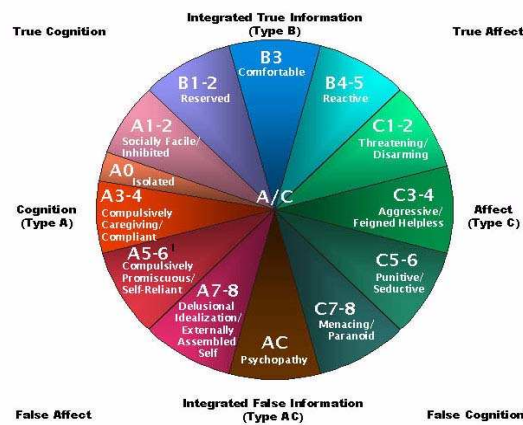 True Cognition
Integrated True Information
(Type B)
True Affect
B3
Comfortable
B1-2
Reserved
B4-5
Reactive
A1-2
Socially Facile/
Inhibited
C1-2
Threatening/
Disarming
A0
Isolated
A/C
Cognition
(Type A)
A3-4
Compulsively
Caregiving/
Compliant
C3-4
Aggressive/
Feigned Helpless
Affect
(Type C)
A5-6
Compulsively
Promiscuous/
Self-Reliant
C5-6
Punitive/
Seductive
A7-8
Delusional
Idealization/
Externally
Assembled
Self
C7-8
Menacing/
Paranoid
AC
Psychopathy
False Affect
Integrated False Information
(Type AC)
False Cognition